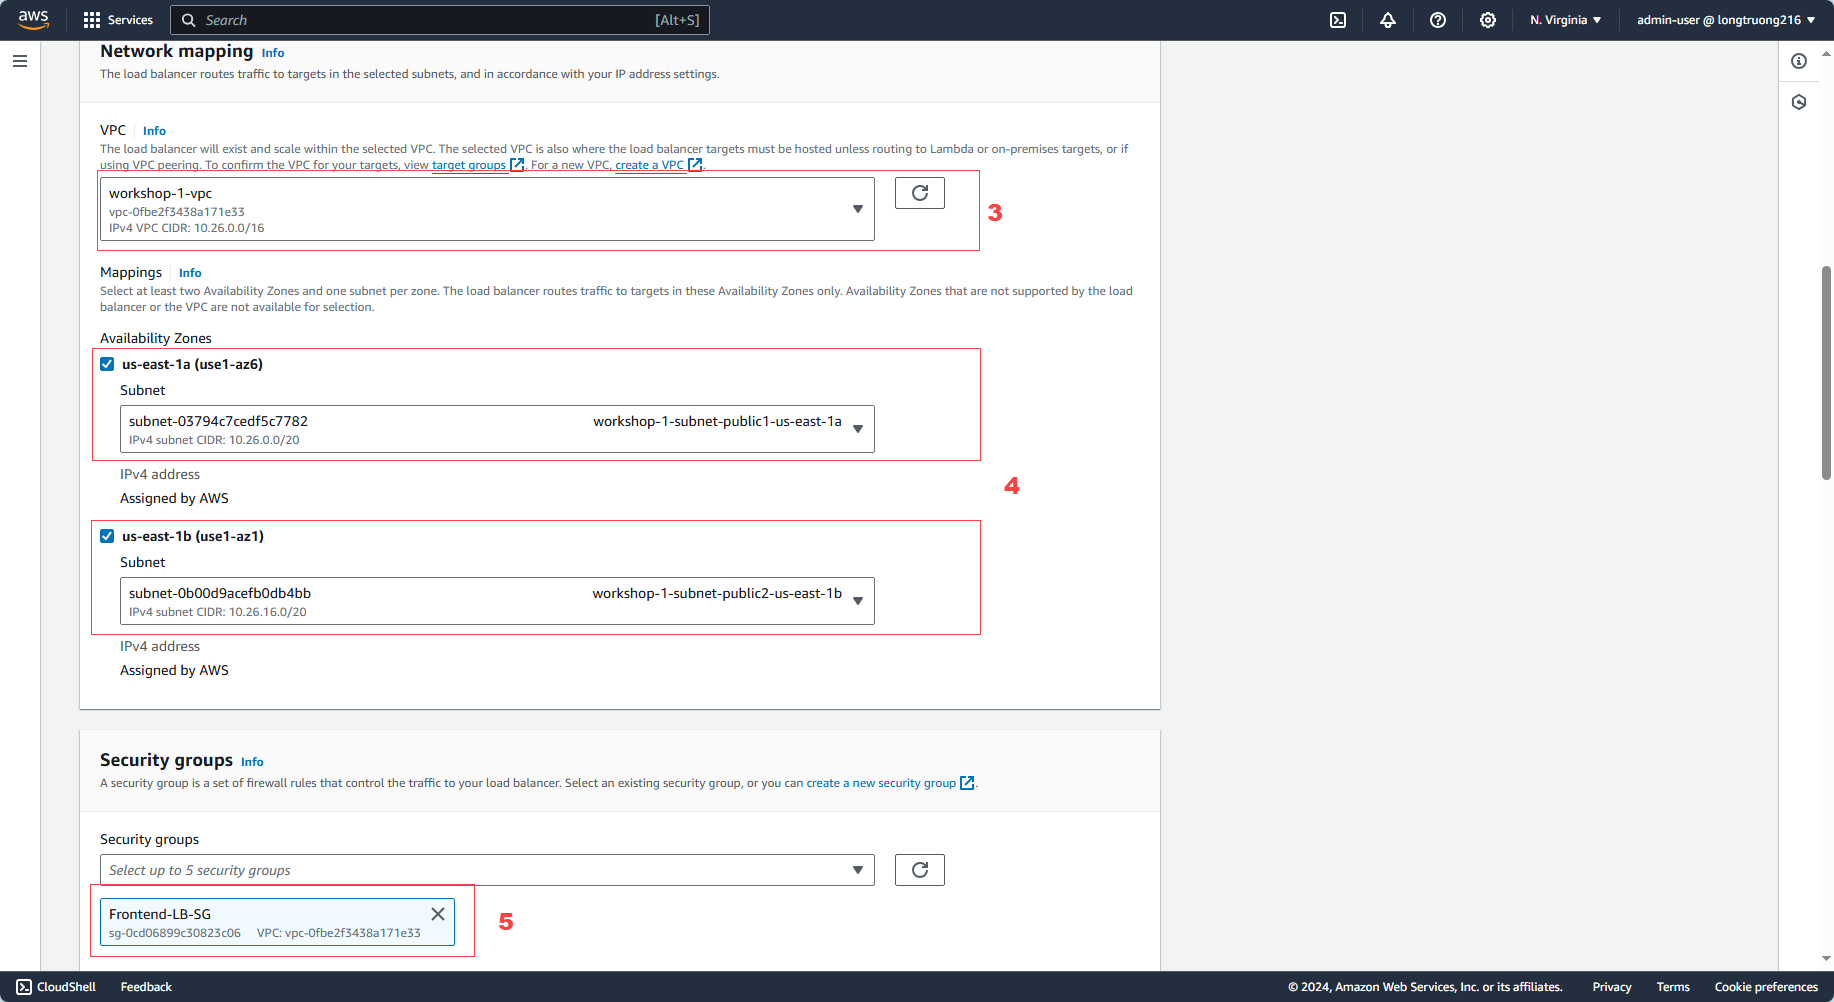 aws
Services
Search [Alt+S]
N. Virginia
admin-user @ longtruong216
Network mapping Info
The load balancer routes traffic to targets in the selected subnets, and in accordance with your IP address settings.
VPC Info
The load balancer will exist and scale within the selected VPC. The selected VPC is also where the load balancer targets must be hosted unless routing to Lambda or on-premises targets, or if
using VPC peering. To confirm the VPC for your targets, view target groups. For a new VPC, create a VPC.
workshop-1-vpc
vpc-0fbe2f3438a171e33
IPv4 VPC CIDR: 10.26.0.0/16
3
Mappings Info
Select at least two Availability Zones and one subnet per zone. The load balancer routes traffic to targets in these Availability Zones only. Availability Zones that are not supported by the load
balancer or the VPC are not available for selection.
Availability Zones
us-east-1a (use1-az6)
Subnet
subnet-03794c7cedf5c7782 workshop-1-subnet-public1-us-east-1a
IPv4 subnet CIDR: 10.26.0.0/20
IPv4 address
Assigned by AWS
4
us-east-1b (use1-az1)
Subnet
subnet-0b00d9acefb0db4bb workshop-1-subnet-public2-us-east-1b
IPv4 subnet CIDR: 10.26.16.0/20
IPv4 address
Assigned by AWS
Security groups Info
A security group is a set of firewall rules that control the traffic to your load balancer. Select an existing security group, or you can create a new security group.
Security groups
Select up to 5 security groups
Frontend-LB-SG
sg-0cd06899c30823c06 VPC: vpc-0fbe2f3438a171e33
5
CloudShell Feedback © 2024, Amazon Web Services, Inc. or its affiliates. Privacy Terms Cookie preferences